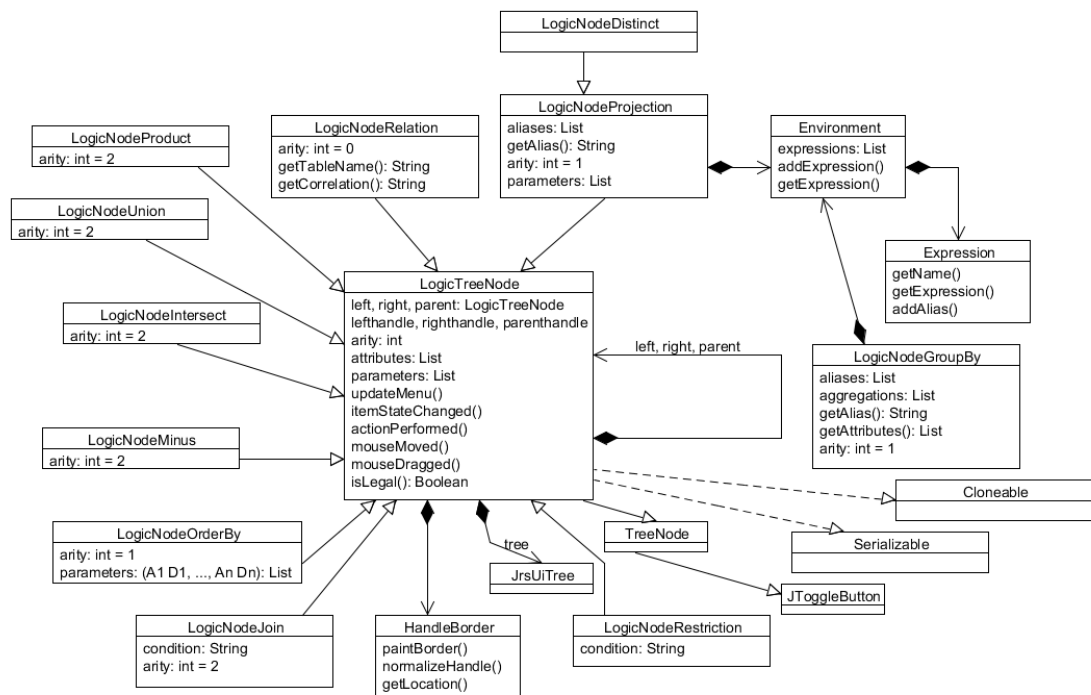 LogicNodeDistinct
LogicNodeProjection
aliases: List
getAlias(): String
arity: int = 1
parameters: List
LogicNodeRelation
arity: int = 0
getTableName(): String
getCorrelation(): String
LogicNodeProduct
arity: int = 2
Environment
expressions: List
addExpression()
getExpression()
LogicNodeUnion
arity: int = 2
Expression
getName()
getExpression()
addAlias()
LogicTreeNode
left, right, parent: LogicTreeNode
lefthandle, righthandle, parenthandle
arity: int
attributes: List
parameters: List
updateMenu()
itemStateChanged()
actionPerformed()
mouseMoved()
mouseDragged()
isLegal(): Boolean
LogicNodeIntersect
arity: int = 2
left, right, parent
LogicNodeGroupBy
aliases: List
aggregations: List
getAlias(): String
getAttributes(): List
arity: int = 1
LogicNodeMinus
arity: int = 2
Cloneable
Serializable
LogicNodeOrderBy
arity: int = 1
parameters: (A1 D1, ..., An Dn): List
TreeNode
tree
JrsUiTree
JToggleButton
LogicNodeJoin
condition: String
arity: int = 2
HandleBorder
paintBorder()
normalizeHandle()
getLocation()
LogicNodeRestriction
condition: String